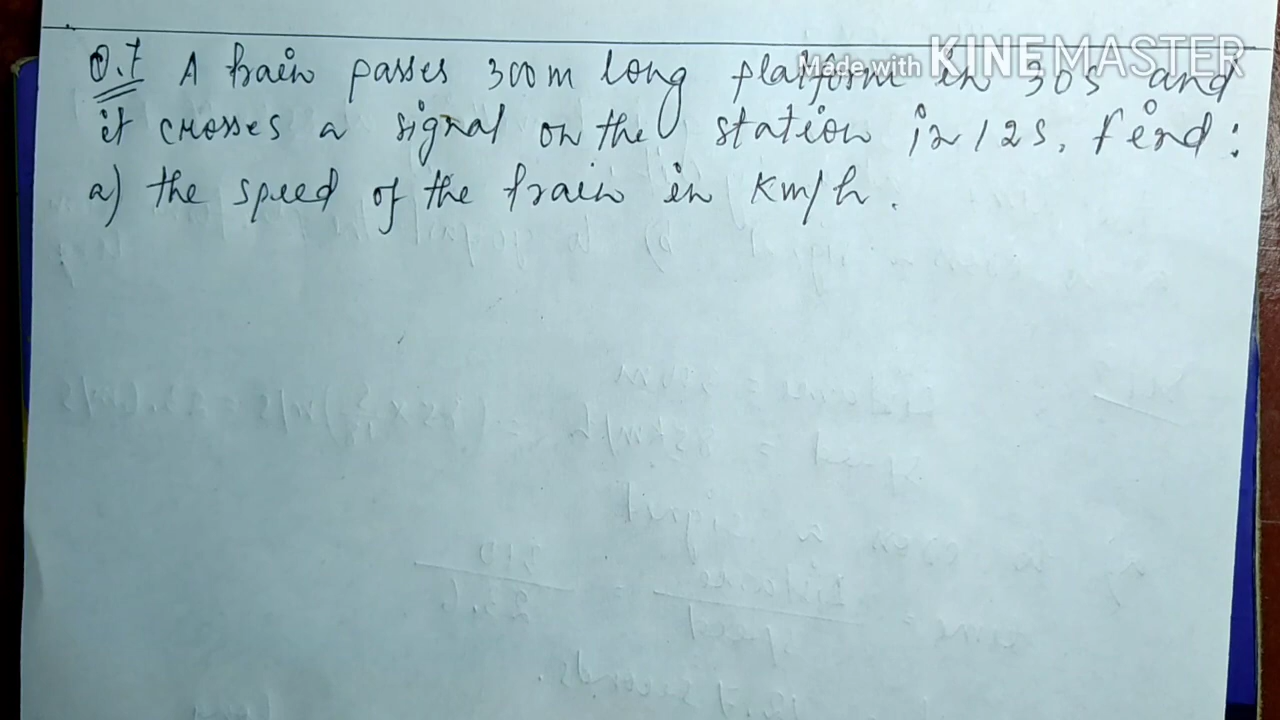 Q.7 A train passes 300m long platform in 30s and
it crosses a signal on the station in 12s. Find:
a) the speed of the train in Km/h.
Made with KINEMASTER